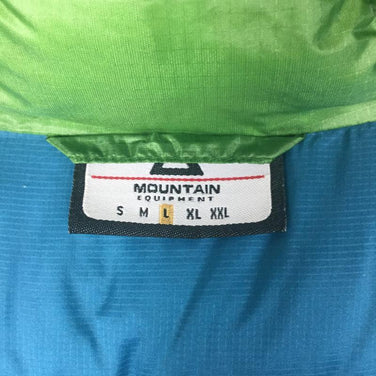 MOUNTAIN
EQUIPMENT
S M L XL XXL